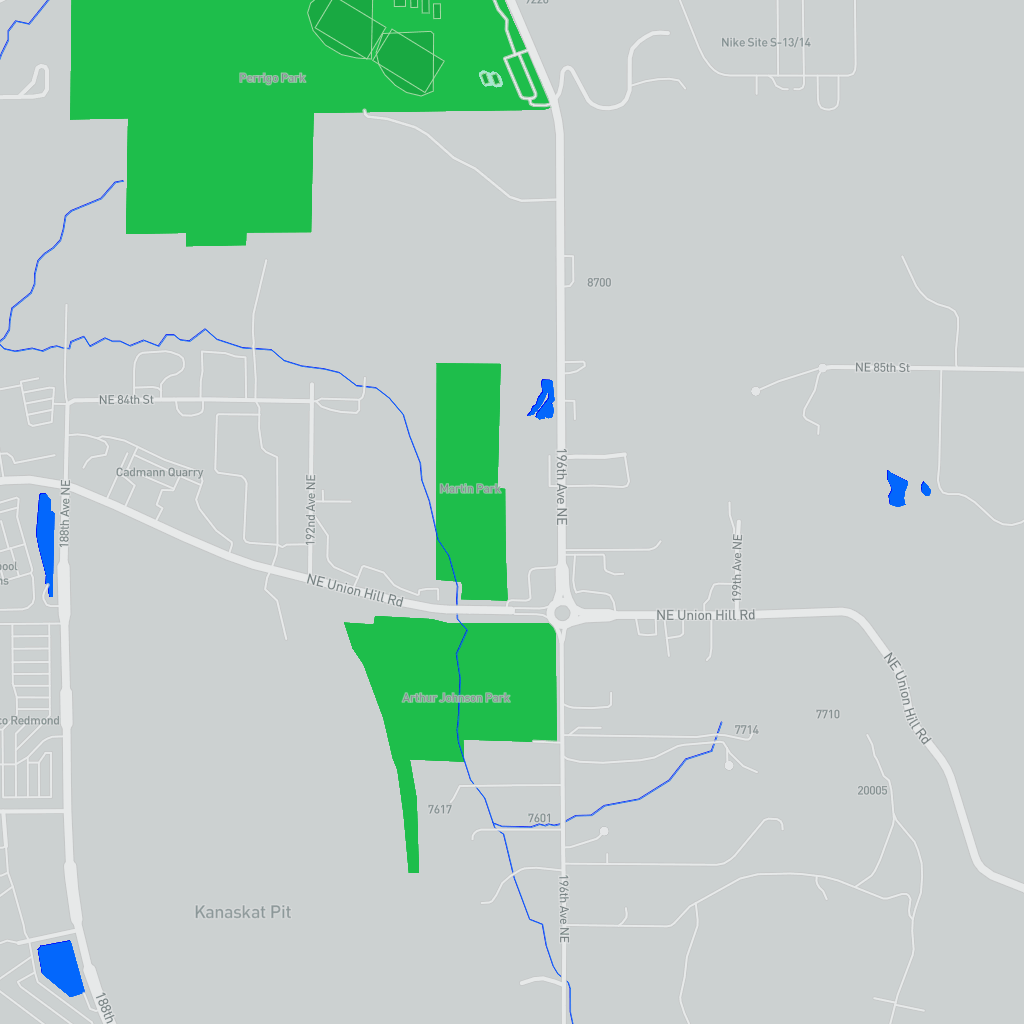 7220
Nike Site S-13/14
Perrigo Park
8700
NE 85th St
NE 84th St
Cadmann Quarry
Martin Park
196th Ave NE
192nd Ave NE
188th Ave NE
199th Ave NE
NE Union Hill Rd
NE Union Hill Rd
NE Union Hill Rd
Arthur Johnson Park
Redmond
7710
7714
20005
7617
7601
196th Ave NE
Kanaskat Pit
188th